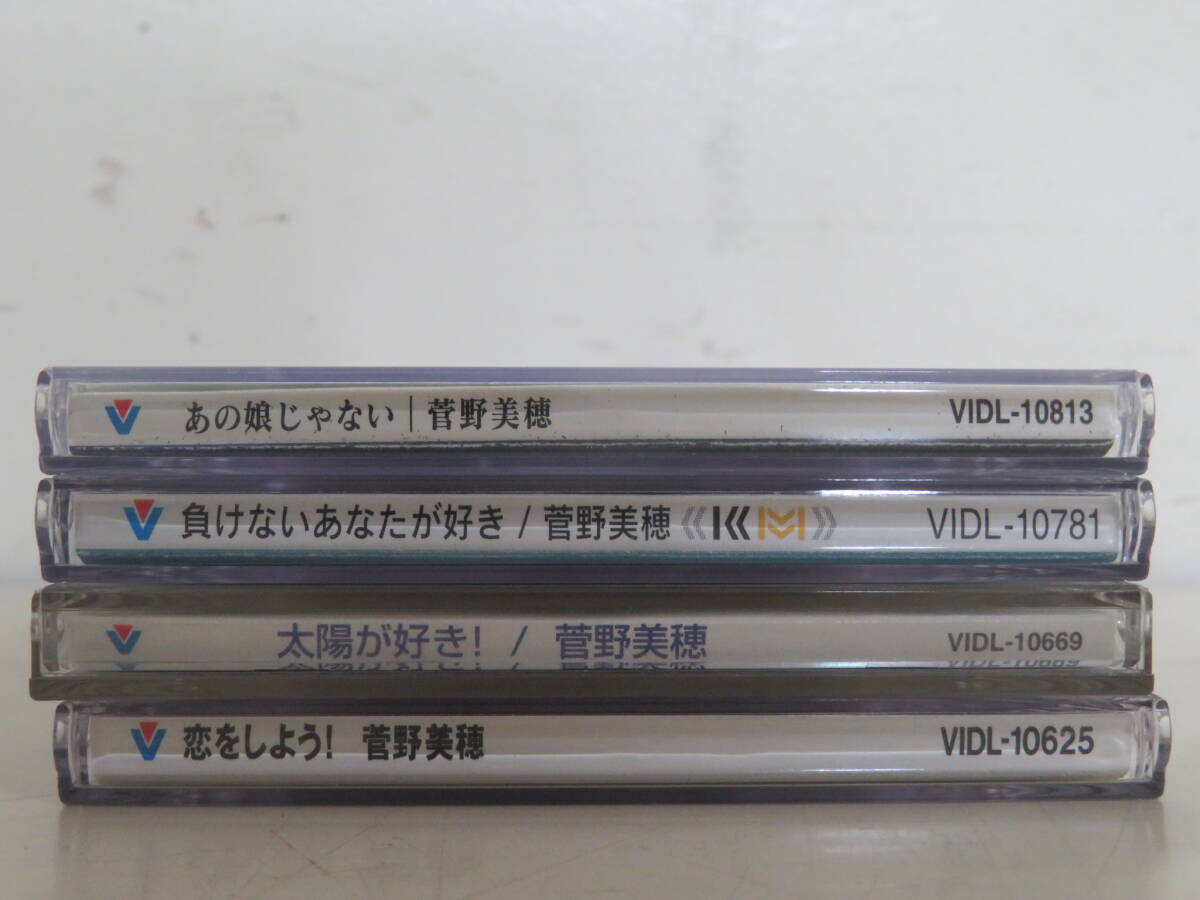 あの娘じゃない | 菅野美穂 VIDL-10813
負けないあなたが好き / 菅野美穂 《KM》 VIDL-10781
太陽が好き! / 菅野美穂 VIDL-10669
恋をしよう! 菅野美穂 VIDL-10625